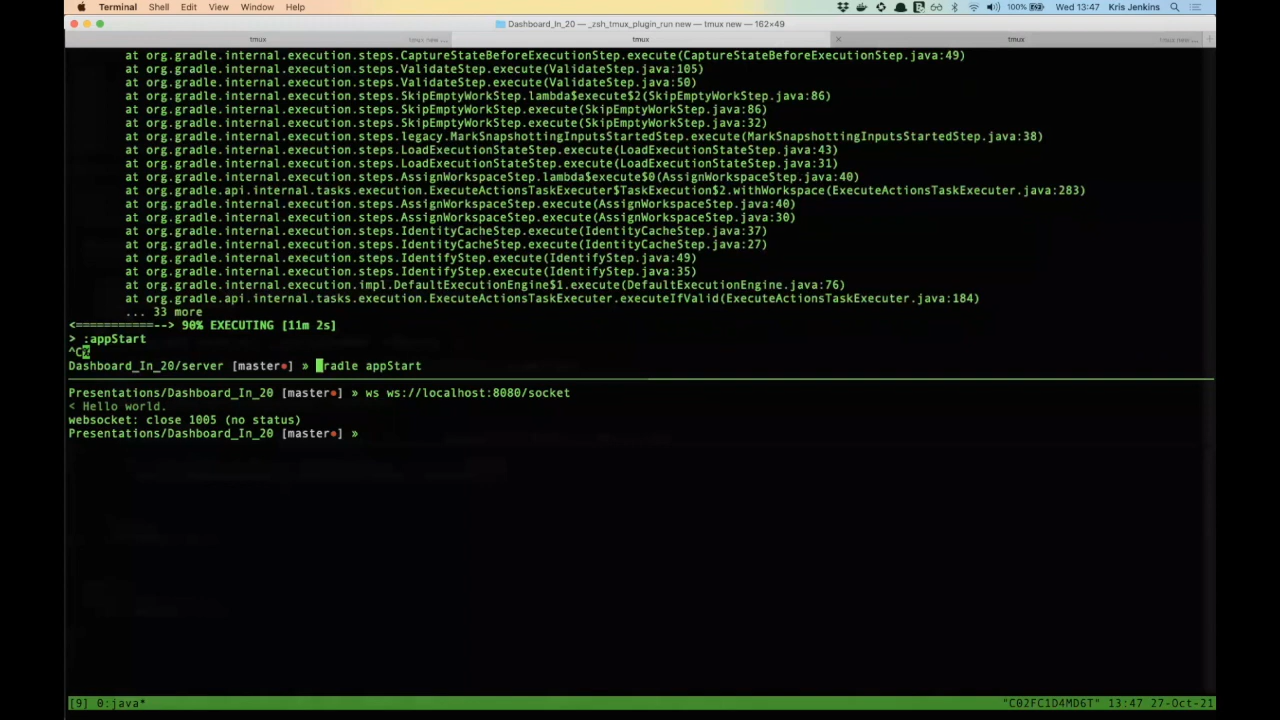 Terminal Shell Edit View Window Help 100% Wed 13:47 Kris Jenkins
Dashboard_In_20 — _zsh_tmux_plugin_run new — tmux new — 162×49
tmux tmux new ... tmux tmux tmux new ...
at org.gradle.internal.execution.steps.CaptureStateBeforeExecutionStep.execute(CaptureStateBeforeExecutionStep.java:49)
at org.gradle.internal.execution.steps.ValidateStep.execute(ValidateStep.java:105)
at org.gradle.internal.execution.steps.ValidateStep.execute(ValidateStep.java:50)
at org.gradle.internal.execution.steps.SkipEmptyWorkStep.lambda$execute$2(SkipEmptyWorkStep.java:86)
at org.gradle.internal.execution.steps.SkipEmptyWorkStep.execute(SkipEmptyWorkStep.java:86)
at org.gradle.internal.execution.steps.SkipEmptyWorkStep.execute(SkipEmptyWorkStep.java:32)
at org.gradle.internal.execution.steps.legacy.MarkSnapshottingInputsStartedStep.execute(MarkSnapshottingInputsStartedStep.java:38)
at org.gradle.internal.execution.steps.LoadExecutionStateStep.execute(LoadExecutionStateStep.java:43)
at org.gradle.internal.execution.steps.LoadExecutionStateStep.execute(LoadExecutionStateStep.java:31)
at org.gradle.internal.execution.steps.AssignWorkspaceStep.lambda$execute$0(AssignWorkspaceStep.java:40)
at org.gradle.api.internal.tasks.execution.ExecuteActionsTaskExecuter$TaskExecution$2.withWorkspace(ExecuteActionsTaskExecuter.java:283)
at org.gradle.internal.execution.steps.AssignWorkspaceStep.execute(AssignWorkspaceStep.java:40)
at org.gradle.internal.execution.steps.AssignWorkspaceStep.execute(AssignWorkspaceStep.java:30)
at org.gradle.internal.execution.steps.IdentityCacheStep.execute(IdentityCacheStep.java:37)
at org.gradle.internal.execution.steps.IdentityCacheStep.execute(IdentityCacheStep.java:27)
at org.gradle.internal.execution.steps.IdentifyStep.execute(IdentifyStep.java:49)
at org.gradle.internal.execution.steps.IdentifyStep.execute(IdentifyStep.java:35)
at org.gradle.internal.execution.impl.DefaultExecutionEngine$1.execute(DefaultExecutionEngine.java:76)
at org.gradle.api.internal.tasks.execution.ExecuteActionsTaskExecuter.executeIfValid(ExecuteActionsTaskExecuter.java:184)
... 33 more
<===========--> 90% EXECUTING [11m 2s]
> :appStart
^C%
Dashboard_In_20/server [master●] » radle appStart
Presentations/Dashboard_In_20 [master●] » ws ws://localhost:8080/socket
< Hello world.
websocket: close 1005 (no status)
Presentations/Dashboard_In_20 [master●] »
[9] 0:java* "C02FC1D4MD6T" 13:47 27-Oct-21